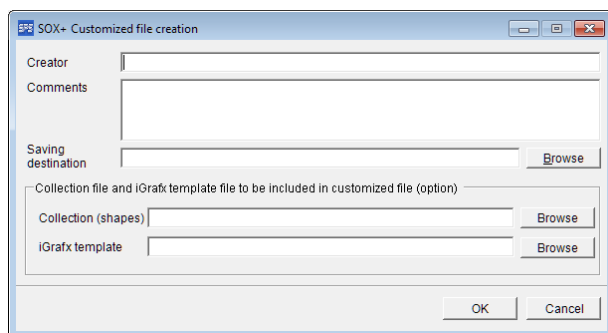 SOX+ Customized file creation
Creator
Comments
Saving
destination
Browse
Collection file and iGrafx template file to be included in customized file (option)
Collection (shapes)
Browse
iGrafx template
Browse
OK
Cancel